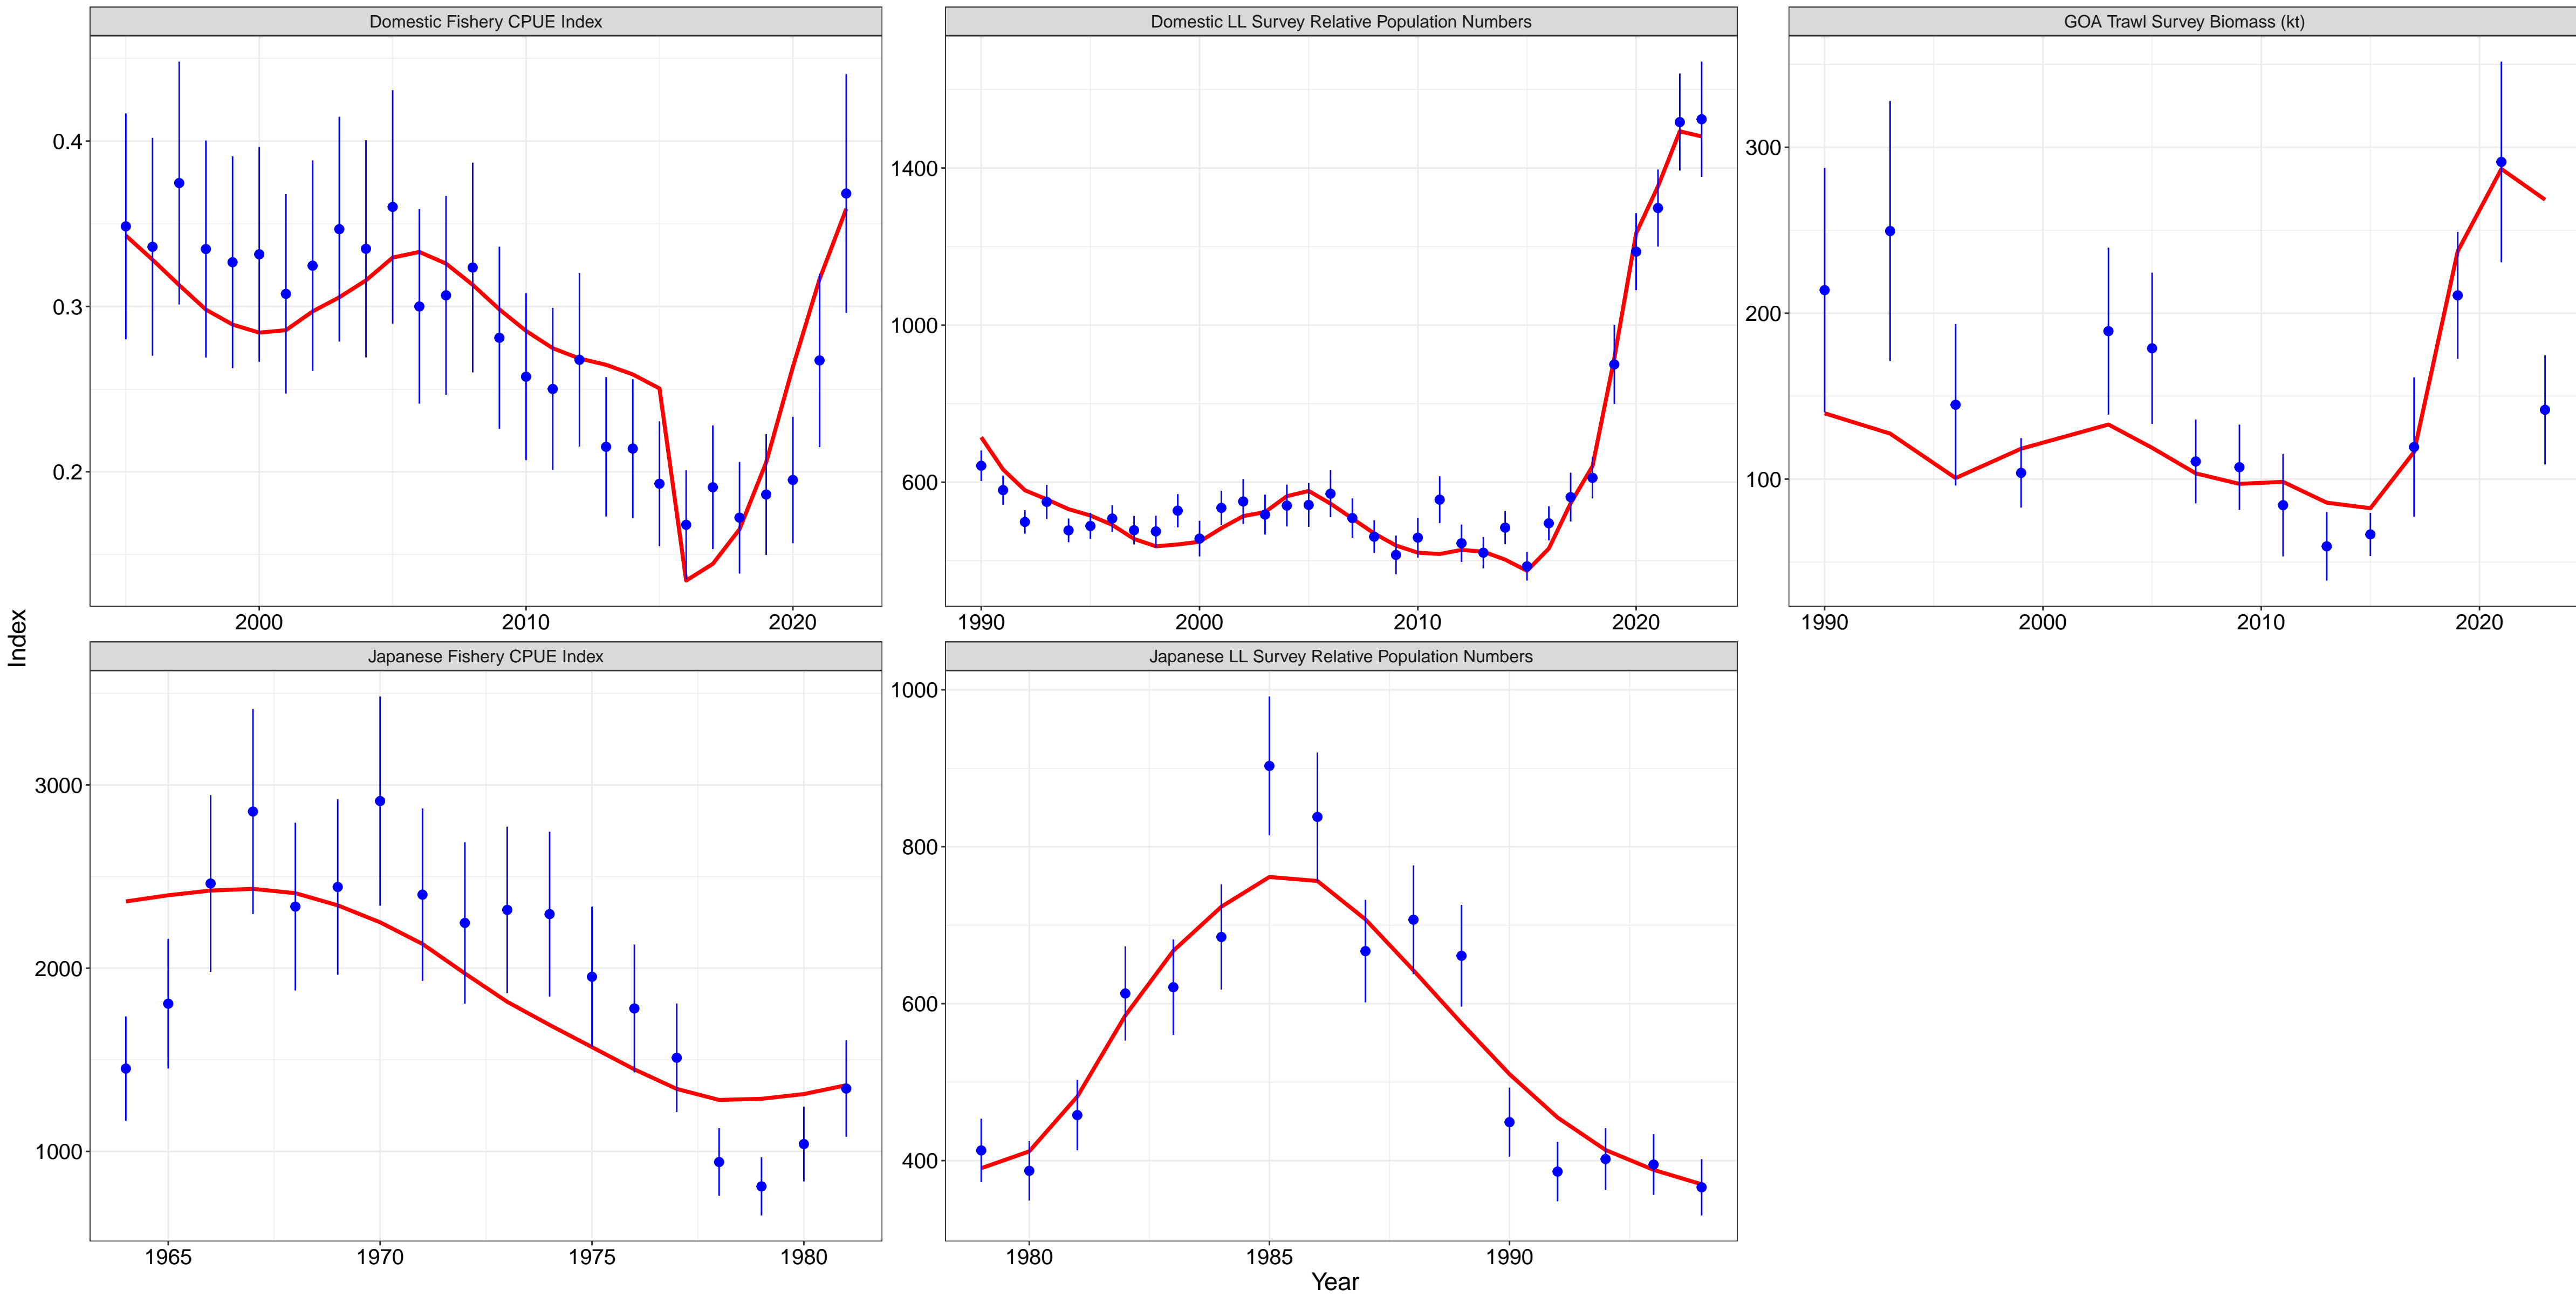 Domestic Fishery CPUE Index
Domestic LL Survey Relative Population Numbers
GOA Trawl Survey Biomass (kt)
0.4
0.3
0.2
2000 2010 2020
1400
1000
600
1990 2000 2010 2020
300
200
100
1990 2000 2010 2020
Index
Japanese Fishery CPUE Index
Japanese LL Survey Relative Population Numbers
3000
2000
1000
1965 1970 1975 1980
1000
800
600
400
1980 1985 1990
Year